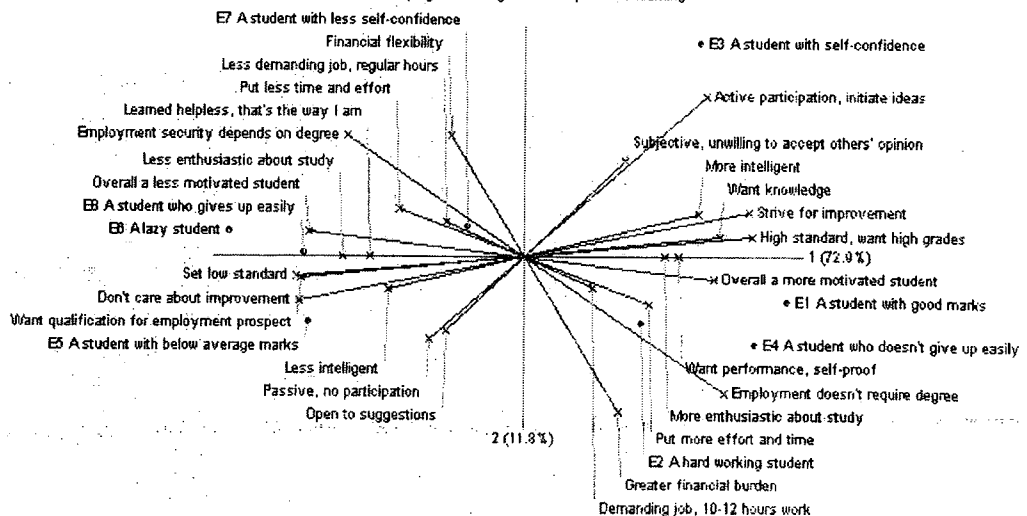 E7 A student with less self-confidence
Financial flexibility
E3 A student with self-confidence
Less demanding job, regular hours
Put less time and effort
Active participation, initiate ideas
Learned helpless, that's the way I am
Employment security depends on degree
Subjective, unwilling to accept others' opinion
Less enthusiastic about study
More intelligent
Overall a less motivated student
Want knowledge
E8 A student who gives up easily
Strive for improvement
E6 A lazy student
High standard, want high grades
1 (72.9%)
Set low standard
Overall a more motivated student
Don't care about improvement
E1 A student with good marks
Want qualification for employment prospect
E5 A student with below average marks
E4 A student who doesn't give up easily
Less intelligent
Want performance, self-proof
Passive, no participation
Employment doesn't require degree
Open to suggestions
More enthusiastic about study
2 (11.8%)
Put more effort and time
E2 A hard working student
Greater financial burden
Demanding job, 10-12 hours work